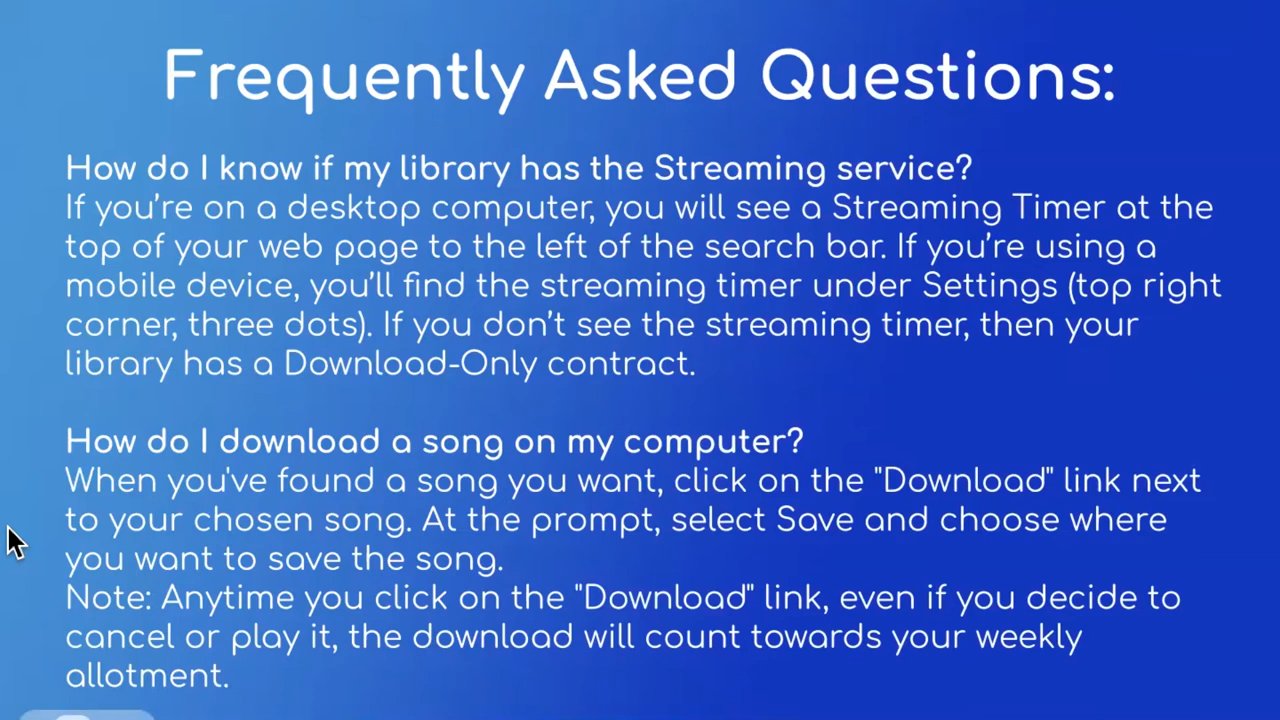 Frequently Asked Questions:
How do I know if my library has the Streaming service?
If you’re on a desktop computer, you will see a Streaming Timer at the
top of your web page to the left of the search bar. If you’re using a
mobile device, you’ll find the streaming timer under Settings (top right
corner, three dots). If you don’t see the streaming timer, then your
library has a Download-Only contract.
How do I download a song on my computer?
When you've found a song you want, click on the "Download" link next
to your chosen song. At the prompt, select Save and choose where
you want to save the song.
Note: Anytime you click on the "Download" link, even if you decide to
cancel or play it, the download will count towards your weekly
allotment.